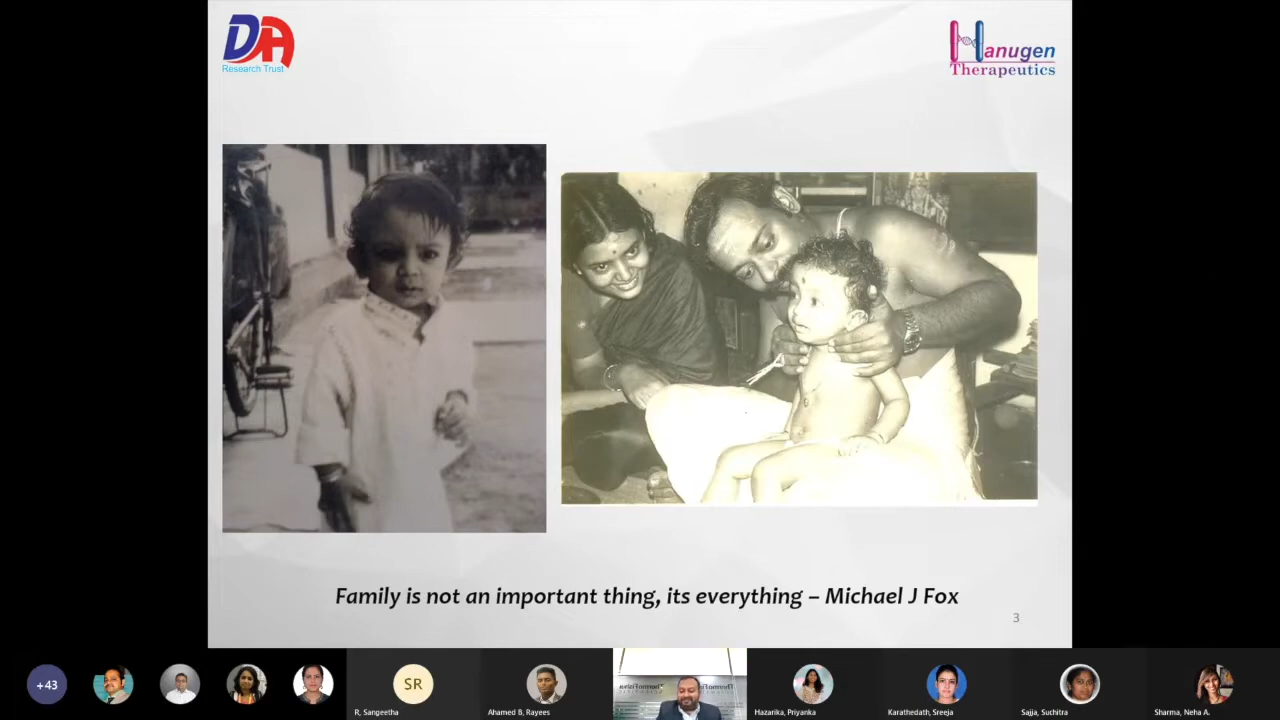 DA
Research Trust
Hanugen
Therapeutics
Family is not an important thing, its everything – Michael J Fox
3
+43
SR
R, Sangeetha
Ahamed B, Rayees
Hazarika, Priyanka
Karathedath, Sreeja
Sajja, Suchitra
Sharma, Neha A.